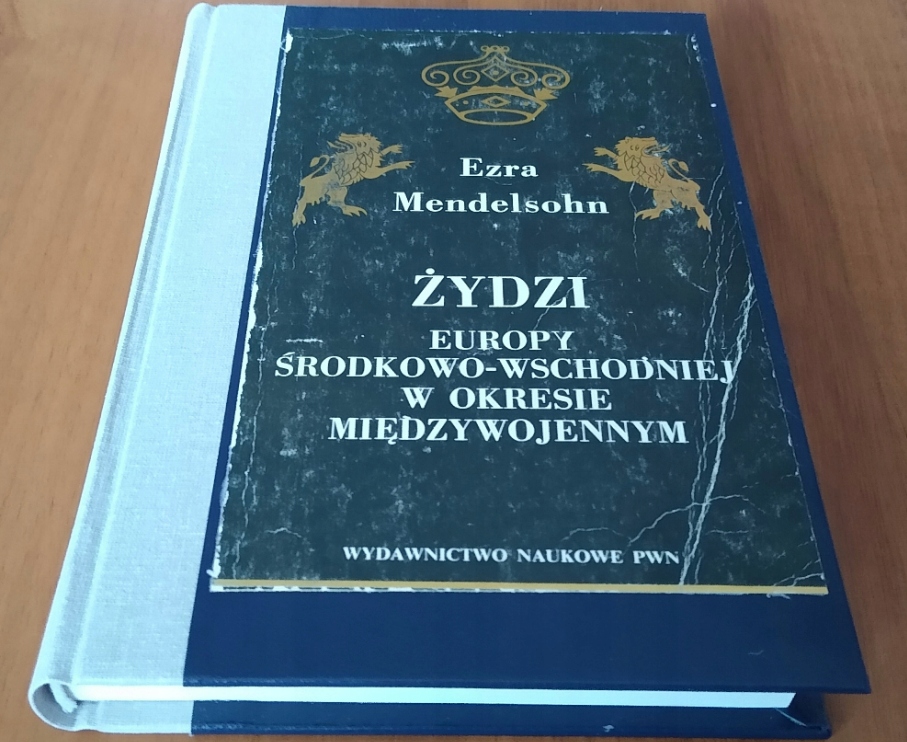 Ezra
Mendelsohn
ŻYDZI
EUROPY
ŚRODKOWO-WSCHODNIEJ
W OKRESIE
MIĘDZYWOJENNYM
WYDAWNICTWO NAUKOWE PWN